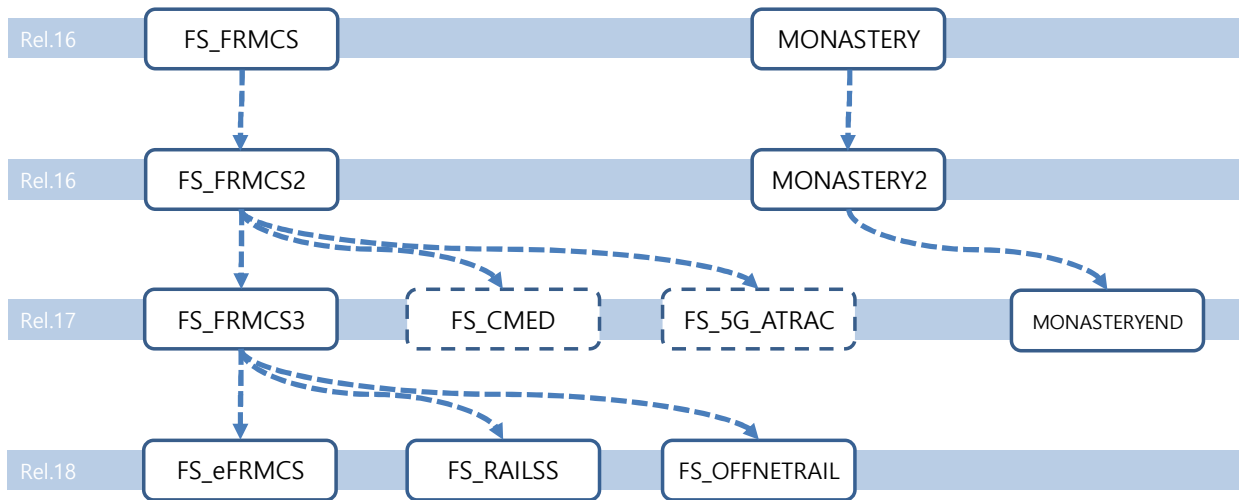 Rel.16 FS_FRMCS MONASTERY
Rel.16 FS_FRMCS2 MONASTERY2
Rel.17 FS_FRMCS3 FS_CMED FS_5G_ATRAC MONASTERYEND
Rel.18 FS_eFRMCS FS_RAILSS FS_OFFNETRAIL